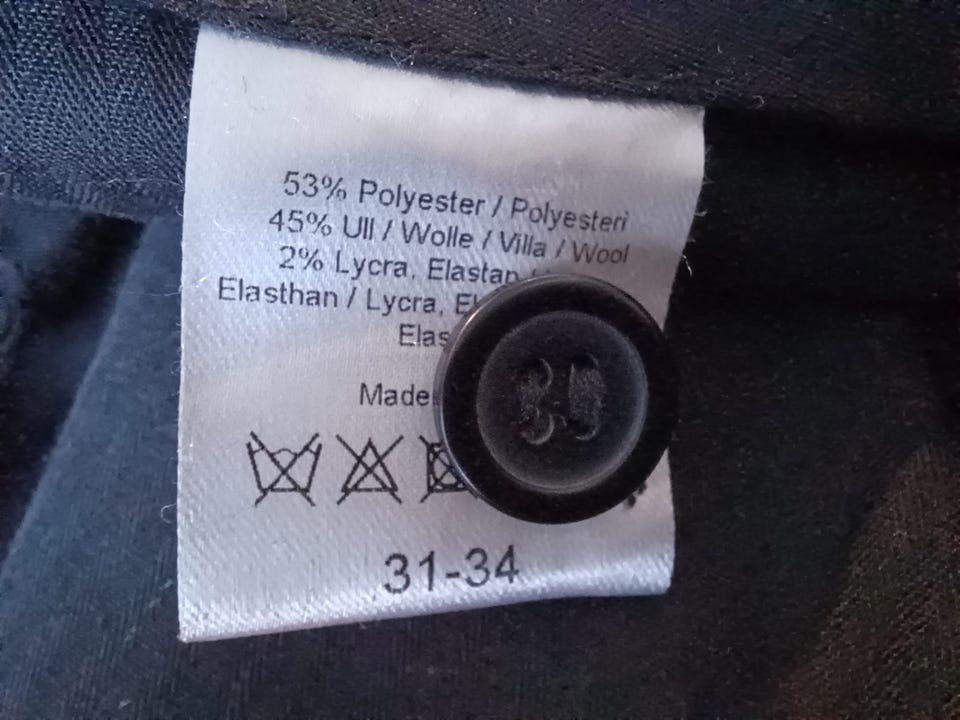 53% Polyester / Polyesteri
45% Ull / Wolle / Villa / Wool
2% Lycra, Elastan /
Elasthan / Lycra,
Made
31-34